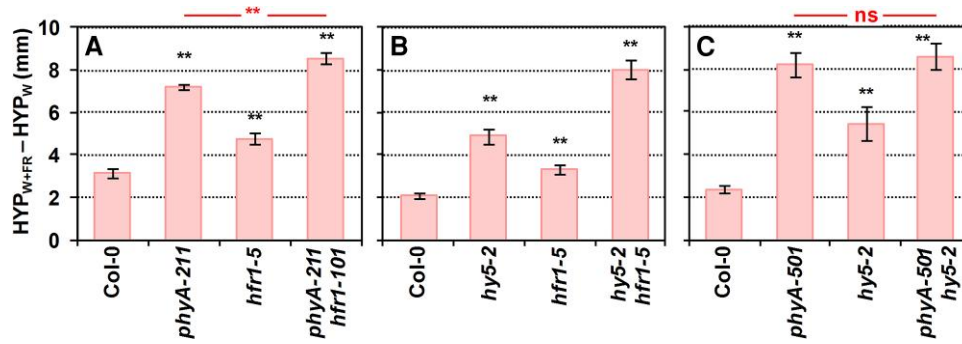 ** ns
A B C
HYPW+FR – HYPW (mm)
10
8
6
4
2
0
** ** **
** ** **
** ** **
Col-0
phyA-211
hfr1-5
phyA-211
hfr1-101
Col-0
hy5-2
hfr1-5
hy5-2
hfr1-5
Col-0
phyA-501
hy5-2
phyA-501
hy5-2